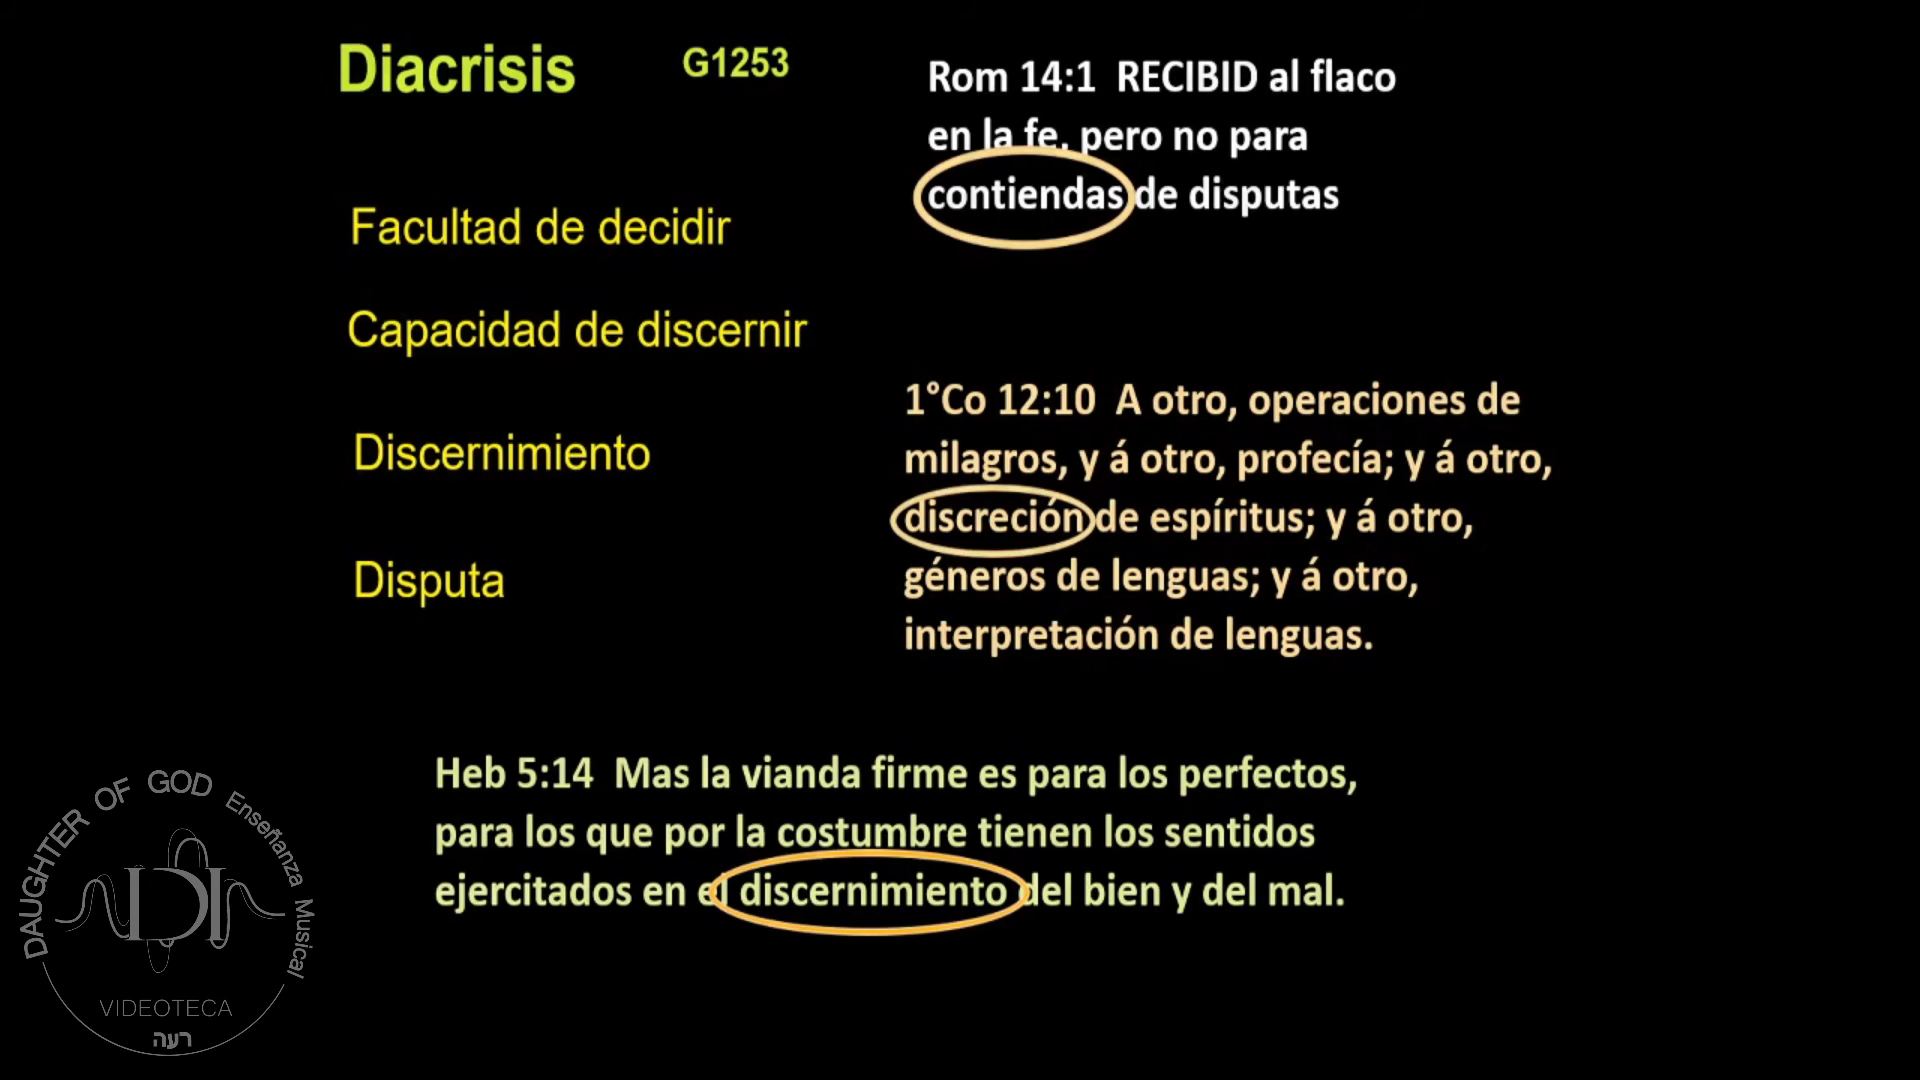 Diacrisis G1253
Facultad de decidir
Capacidad de discernir
Discernimiento
Disputa
Rom 14:1 RECIBID al flaco
en la fe, pero no para
contiendas de disputas
1°Co 12:10 A otro, operaciones de
milagros, y á otro, profecía; y á otro,
discreción de espíritus; y á otro,
géneros de lenguas; y á otro,
interpretación de lenguas.
Heb 5:14 Mas la vianda firme es para los perfectos,
para los que por la costumbre tienen los sentidos
ejercitados en el discernimiento del bien y del mal.
DAUGHTER OF GOD Enseñanza Musical
DI
VIDEOTECA
רעה